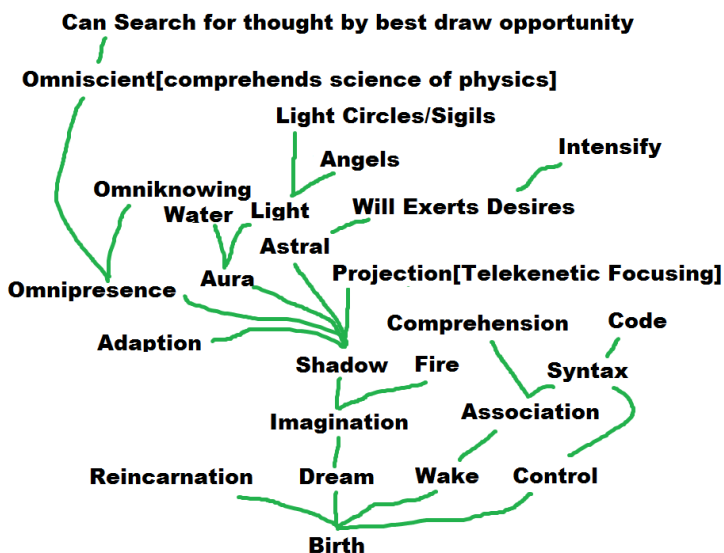 Can Search for thought by best draw opportunity
Omniscient[comprehends science of physics]
Light Circles/Sigils
Intensify
Angels
Omniknowing
Water
Light
Will Exerts Desires
Astral
Projection[Telekenetic Focusing]
Aura
Omnipresence
Comprehension
Code
Adaption
Shadow
Fire
Syntax
Imagination
Association
Reincarnation
Dream
Wake
Control
Birth